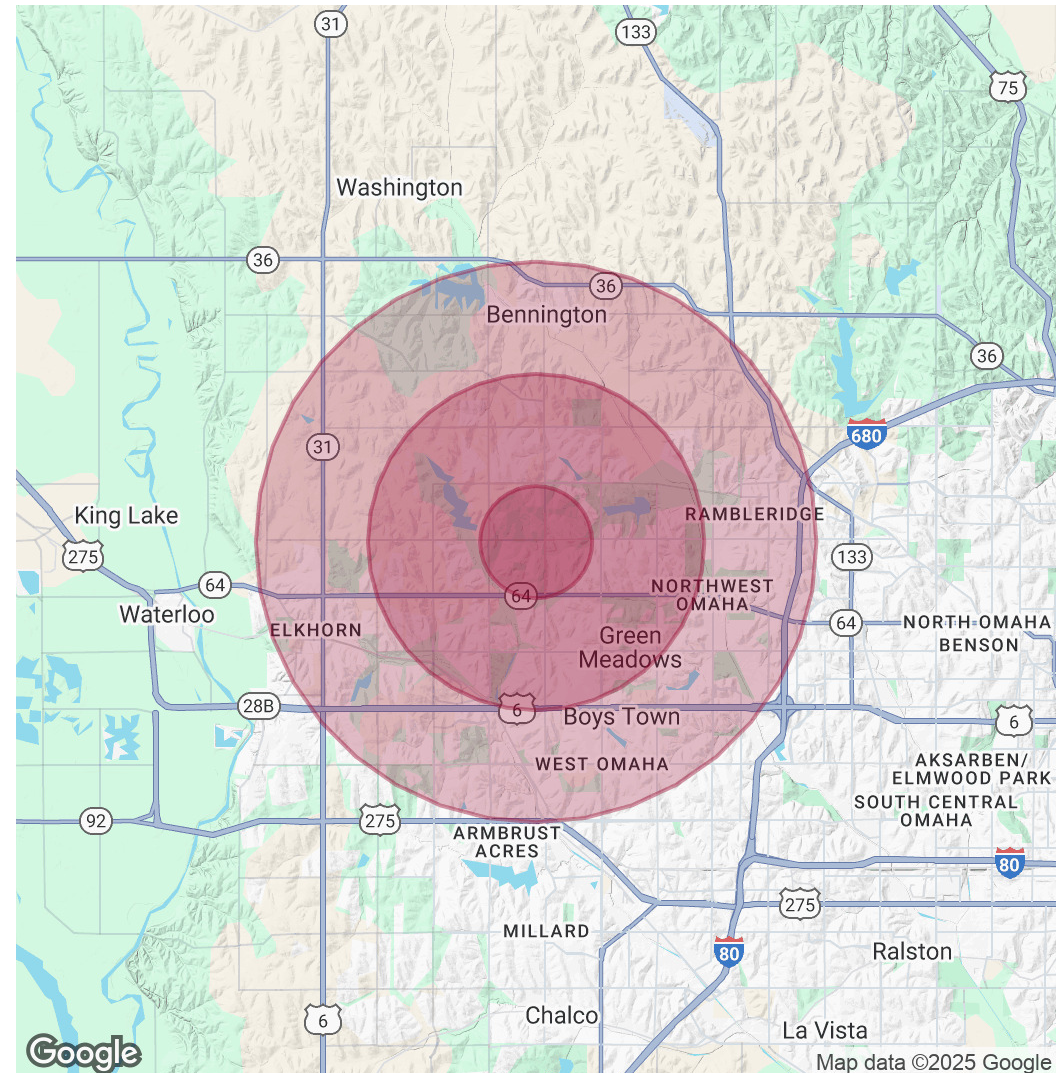 31
133
75
Washington
36
36
Bennington
36
680
31
King Lake
RAMBLERIDGE
275
133
64
64
NORTHWEST
OMAHA
Waterloo
64
NORTH OMAHA
ELKHORN
Green
Meadows
BENSON
28B
6
Boys Town
6
WEST OMAHA
AKSARBEN/
ELMWOOD PARK
SOUTH CENTRAL
OMAHA
92
275
ARMBRUST
ACRES
80
275
MILLARD
80
Ralston
6
Chalco
La Vista
Google
Map data ©2025 Google